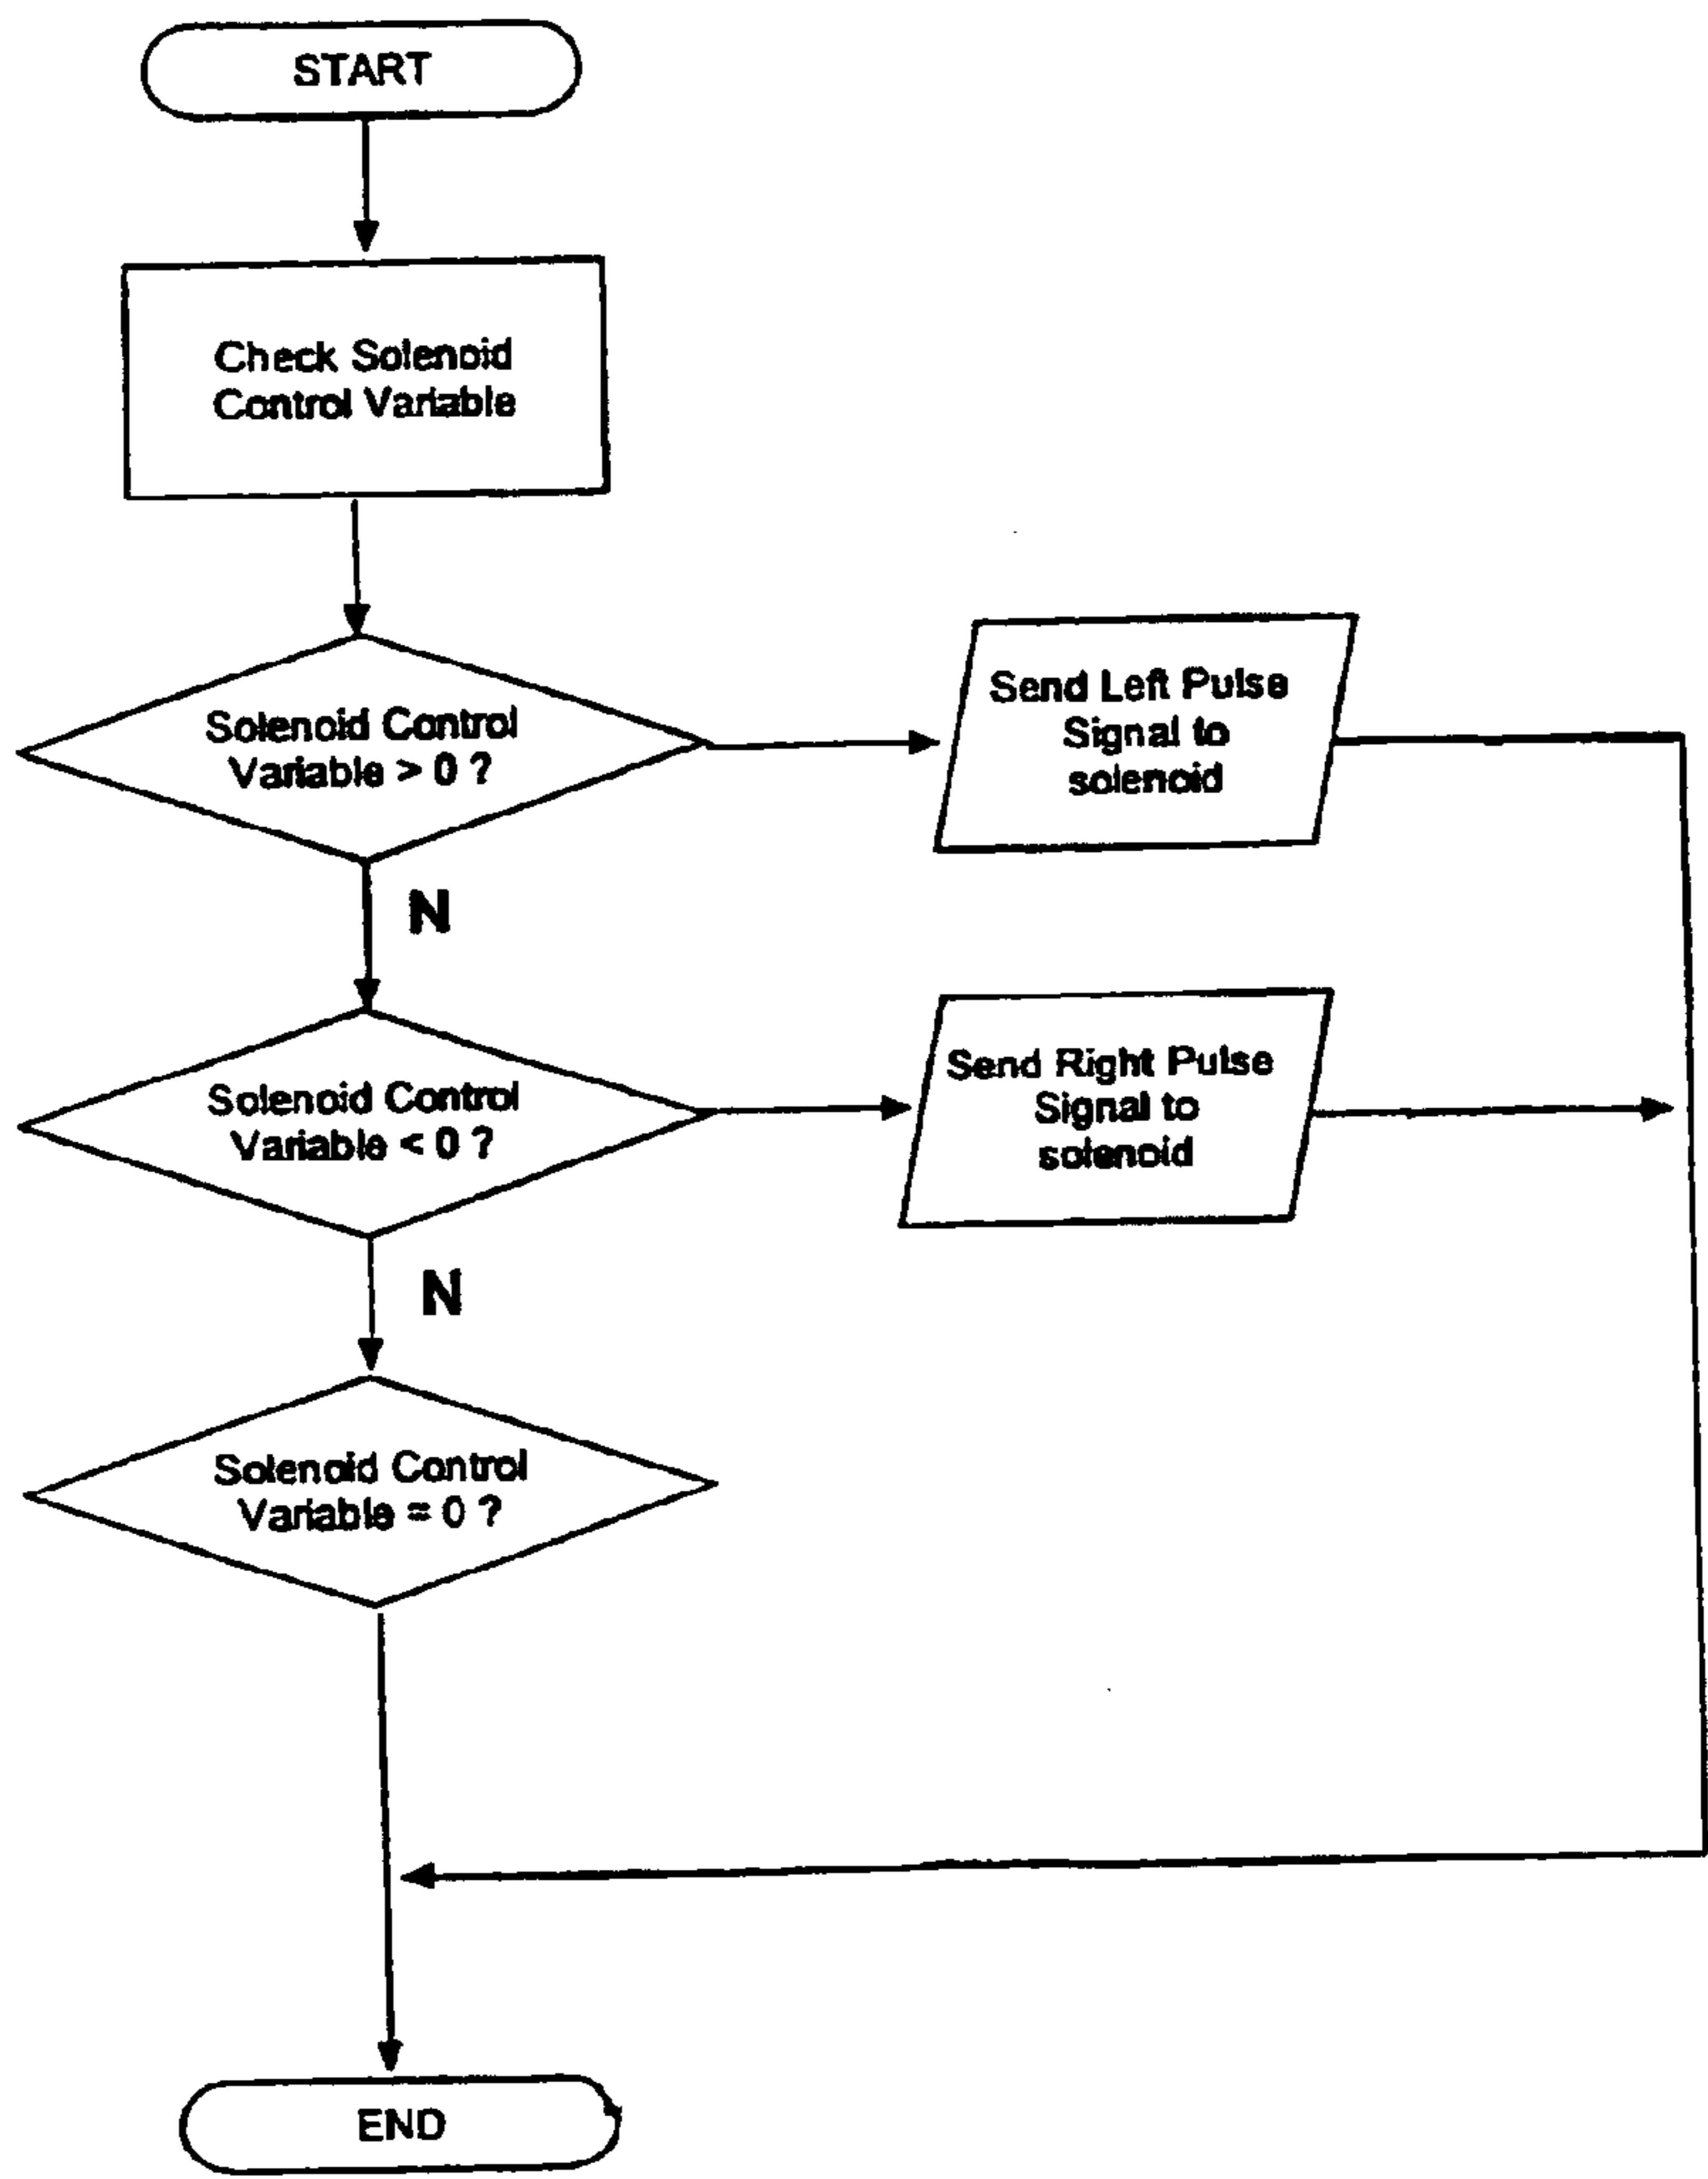 START
Check Solenoid
Control Variable
Solenoid Control
Variable > 0 ?
Send Left Pulse
Signal to
solenoid
N
Solenoid Control
Variable < 0 ?
Send Right Pulse
Signal to
solenoid
N
Solenoid Control
Variable = 0 ?
END